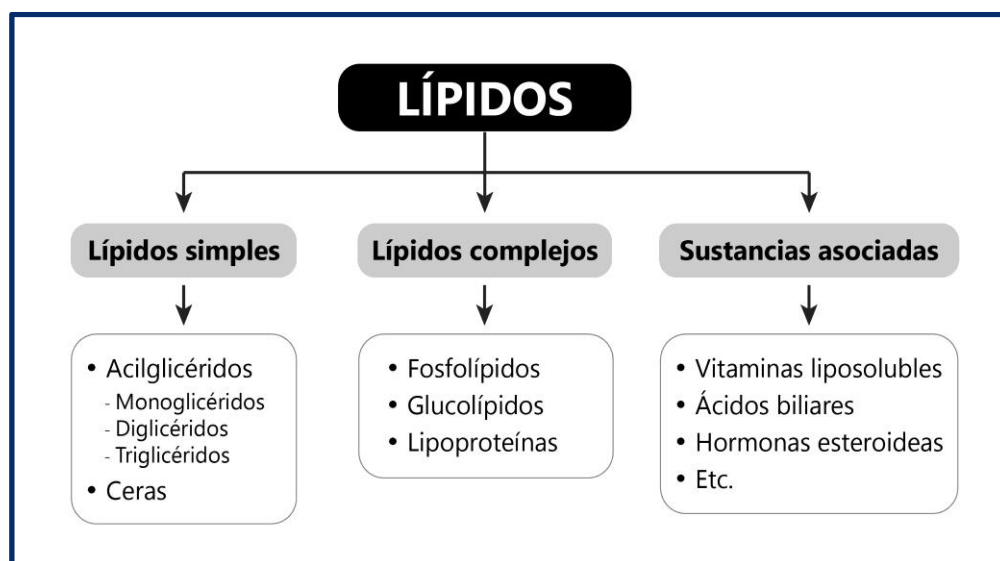 LÍPIDOS
Lípidos simples
Lípidos complejos
Sustancias asociadas
• Acilglicéridos
- Monoglicéridos
- Diglicéridos
- Triglicéridos
• Ceras
• Fosfolípidos
• Glucolípidos
• Lipoproteínas
• Vitaminas liposolubles
• Ácidos biliares
• Hormonas esteroideas
• Etc.